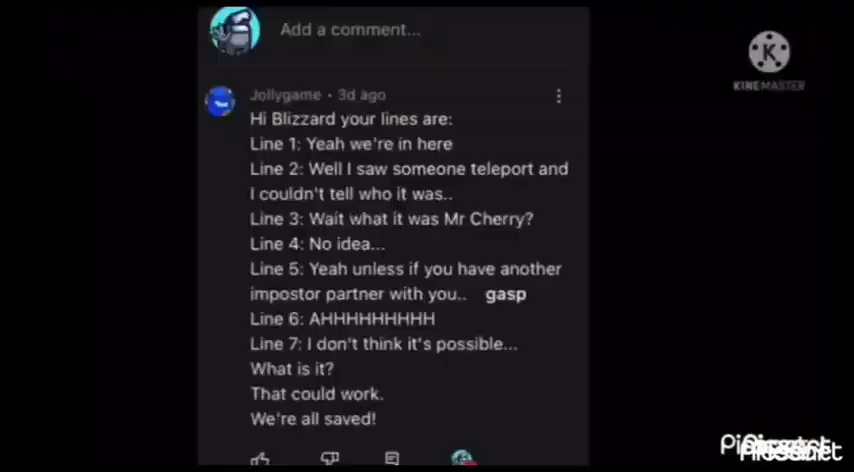 Add a comment...
KINEMASTER
Jollygame • 3d ago
Hi Blizzard your lines are:
Line 1: Yeah we're in here
Line 2: Well I saw someone teleport and
I couldn't tell who it was..
Line 3: Wait what it was Mr Cherry?
Line 4: No idea...
Line 5: Yeah unless if you have another
impostor partner with you.. gasp
Line 6: AHHHHHHHHH
Line 7: I don't think it's possible...
What is it?
That could work.
We're all saved!